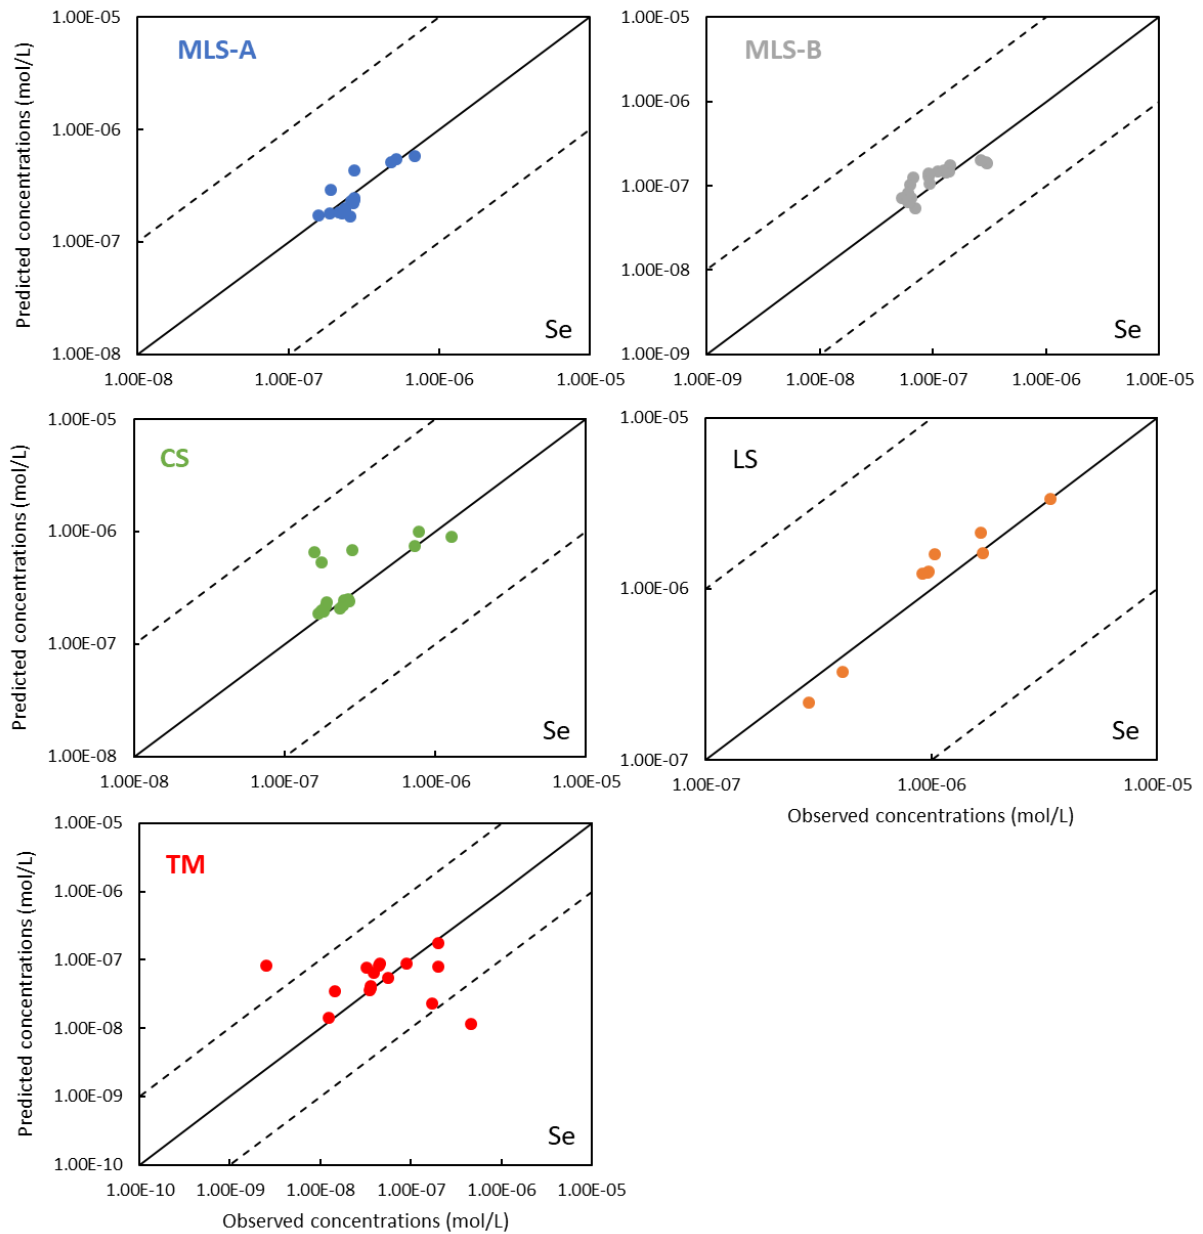 Predicted concentrations (mol/L)
1.00E-05
1.00E-06
1.00E-07
1.00E-08
MLS-A
Se
1.00E-08 1.00E-07 1.00E-06 1.00E-05
1.00E-05
1.00E-06
1.00E-07
1.00E-08
1.00E-09
MLS-B
Se
1.00E-09 1.00E-08 1.00E-07 1.00E-06 1.00E-05
Predicted concentrations (mol/L)
1.00E-05
1.00E-06
1.00E-07
1.00E-08
CS
Se
1.00E-08 1.00E-07 1.00E-06 1.00E-05
1.00E-05
1.00E-06
1.00E-07
LS
Se
1.00E-07 1.00E-06 1.00E-05
Observed concentrations (mol/L)
Predicted concentrations (mol/L)
1.00E-05
1.00E-06
1.00E-07
1.00E-08
1.00E-09
1.00E-10
TM
Se
1.00E-10 1.00E-09 1.00E-08 1.00E-07 1.00E-06 1.00E-05
Observed concentrations (mol/L)